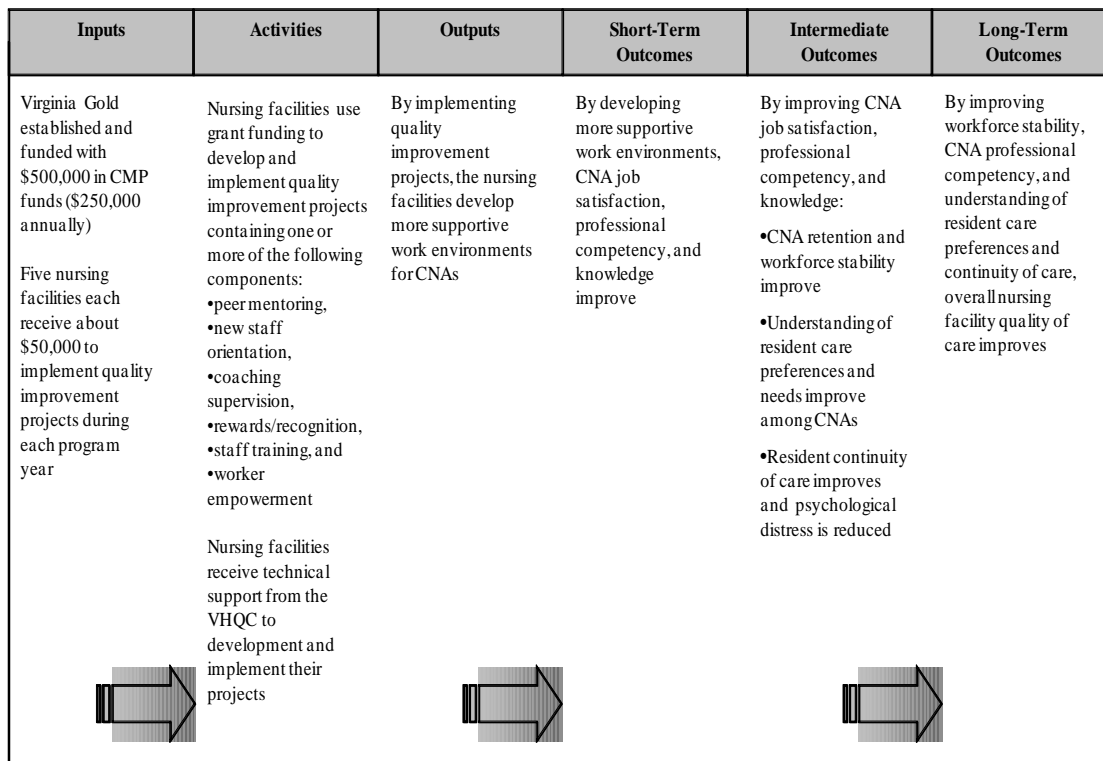 Inputs
Activities
Outputs
Short-Term
Outcomes
Intermediate
Outcomes
Long-Term
Outcomes
Virginia Gold
established and
funded with
$500,000 in CMP
funds ($250,000
annually)
Five nursing
facilities each
receive about
$50,000 to
implement quality
improvement
projects during
each program
year
Nursing facilities use
grant funding to
develop and
implement quality
improvement projects
containing one or
more of the following
components:
•peer mentoring,
•new staff
orientation,
•coaching
supervision,
•rewards/recognition,
•staff training, and
•worker
empowerment
Nursing facilities
receive technical
support from the
VHQC to
development and
implement their
projects
By implementing
quality
improvement
projects, the nursing
facilities develop
more supportive
work environments
for CNAs
By developing
more supportive
work environments,
CNA job
satisfaction,
professional
competency, and
knowledge
improve
By improving CNA
job satisfaction,
professional
competency, and
knowledge:
•CNA retention and
workforce stability
improve
•Understanding of
resident care
preferences and
needs improve
among CNAs
•Resident continuity
of care improves
and psychological
distress is reduced
By improving
workforce stability,
CNA professional
competency, and
understanding of
resident care
preferences and
continuity of care,
overall nursing
facility quality of
care improves